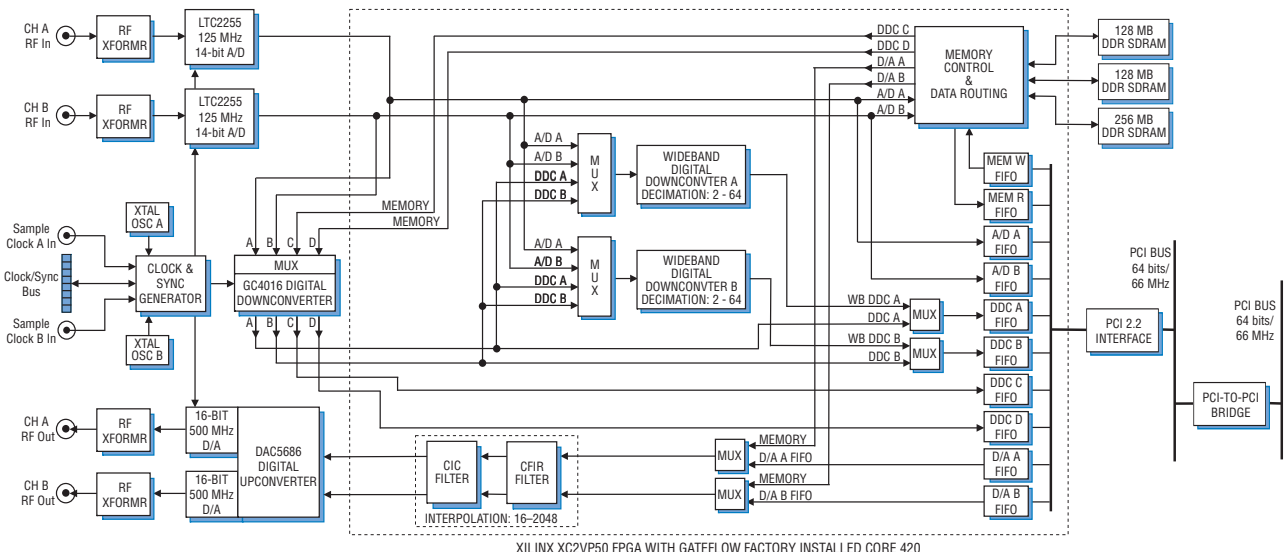 CH A
RF In
RF
XFORMR
LTC2255
125 MHz
14-bit A/D
CH B
RF In
RF
XFORMR
LTC2255
125 MHz
14-bit A/D
XTAL
OSC A
Sample
Clock A In
Clock/Sync
Bus
CLOCK &
SYNC
GENERATOR
Sample
Clock B In
XTAL
OSC B
A B C D
MUX
GC4016 DIGITAL
DOWNCONVERTER
A B C D
MEMORY
MEMORY
CH A
RF Out
RF
XFORMR
16-BIT
500 MHz
D/A
DAC5686
DIGITAL
UPCONVERTER
CH B
RF Out
RF
XFORMR
16-BIT
500 MHz
D/A
DDC C
DDC D
D/A A
D/A B
A/D A
A/D B
MEMORY
CONTROL
&
DATA ROUTING
128 MB
DDR SDRAM
128 MB
DDR SDRAM
256 MB
DDR SDRAM
A/D A
A/D B
DDC A
DDC B
MUX
WIDEBAND
DIGITAL
DOWNCONVTER A
DECIMATION: 2 - 64
A/D A
A/D B
DDC A
DDC B
MUX
WIDEBAND
DIGITAL
DOWNCONVTER B
DECIMATION: 2 - 64
WB DDC A
DDC A
MUX
WB DDC B
DDC B
MUX
MEM W
FIFO
MEM R
FIFO
A/D A
FIFO
A/D B
FIFO
DDC A
FIFO
DDC B
FIFO
DDC C
FIFO
DDC D
FIFO
D/A A
FIFO
D/A B
FIFO
CIC
FILTER
CFIR
FILTER
INTERPOLATION: 16–2048
MUX
MEMORY
D/A A FIFO
MUX
MEMORY
D/A B FIFO
PCI 2.2
INTERFACE
PCI BUS
64 bits/
66 MHz
PCI-TO-PCI
BRIDGE
PCI BUS
64 bits/
66 MHz
XILINX XC2VP50 FPGA WITH GATEFLOW FACTORY INSTALLED CORE 420